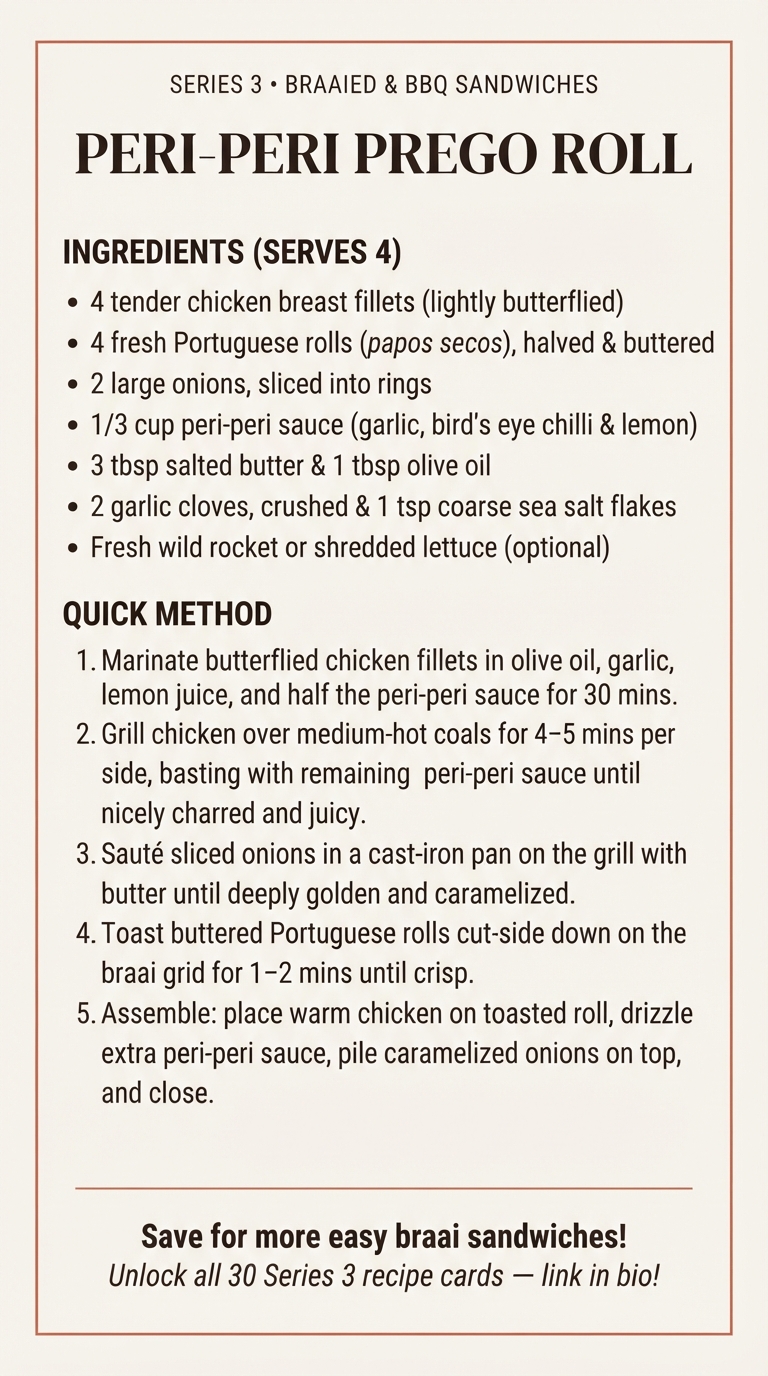 SERIES 3 • BRAAIED & BBQ SANDWICHES
PERI-PERI PREGO ROLL
INGREDIENTS (SERVES 4)
• 4 tender chicken breast fillets (lightly butterflied)
• 4 fresh Portuguese rolls (papos secos), halved & buttered
• 2 large onions, sliced into rings
• 1/3 cup peri-peri sauce (garlic, bird's eye chilli & lemon)
• 3 tbsp salted butter & 1 tbsp olive oil
• 2 garlic cloves, crushed & 1 tsp coarse sea salt flakes
• Fresh wild rocket or shredded lettuce (optional)
QUICK METHOD
1. Marinate butterflied chicken fillets in olive oil, garlic,
lemon juice, and half the peri-peri sauce for 30 mins.
2. Grill chicken over medium-hot coals for 4–5 mins per
side, basting with remaining peri-peri sauce until
nicely charred and juicy.
3. Sauté sliced onions in a cast-iron pan on the grill with
butter until deeply golden and caramelized.
4. Toast buttered Portuguese rolls cut-side down on the
braai grid for 1–2 mins until crisp.
5. Assemble: place warm chicken on toasted roll, drizzle
extra peri-peri sauce, pile caramelized onions on top,
and close.
Save for more easy braai sandwiches!
Unlock all 30 Series 3 recipe cards — link in bio!